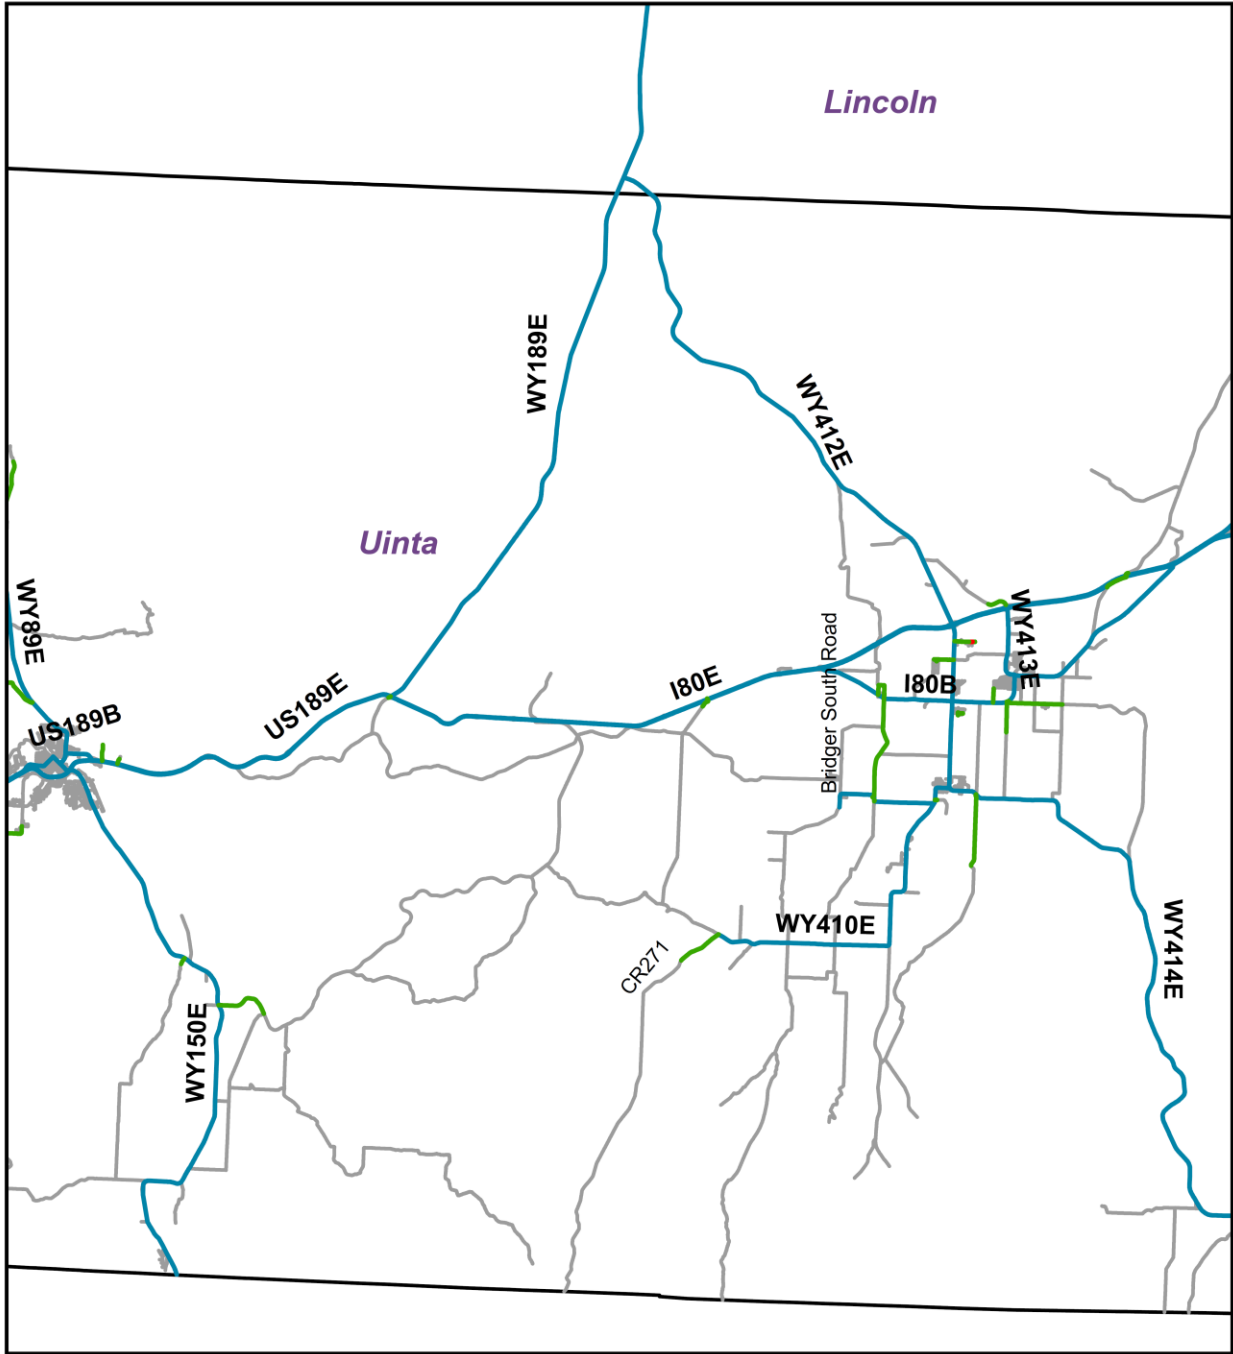 Lincoln
WY189E
WY412E
Uinta
WY89E
WY413E
Bridger South Road
I80E
I80B
US189E
US189B
WY410E
WY414E
CR271
WY150E